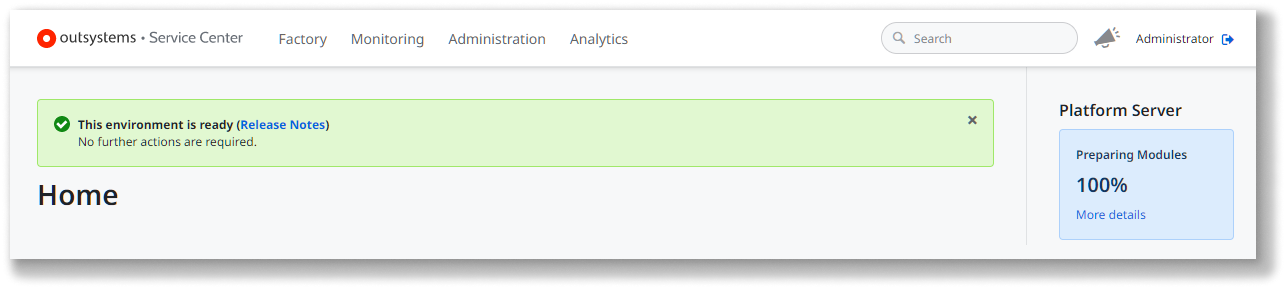 outsystems • Service Center
Factory Monitoring Administration Analytics
Search
Administrator
This environment is ready (Release Notes)
No further actions are required.
Home
Platform Server
Preparing Modules
100%
More details